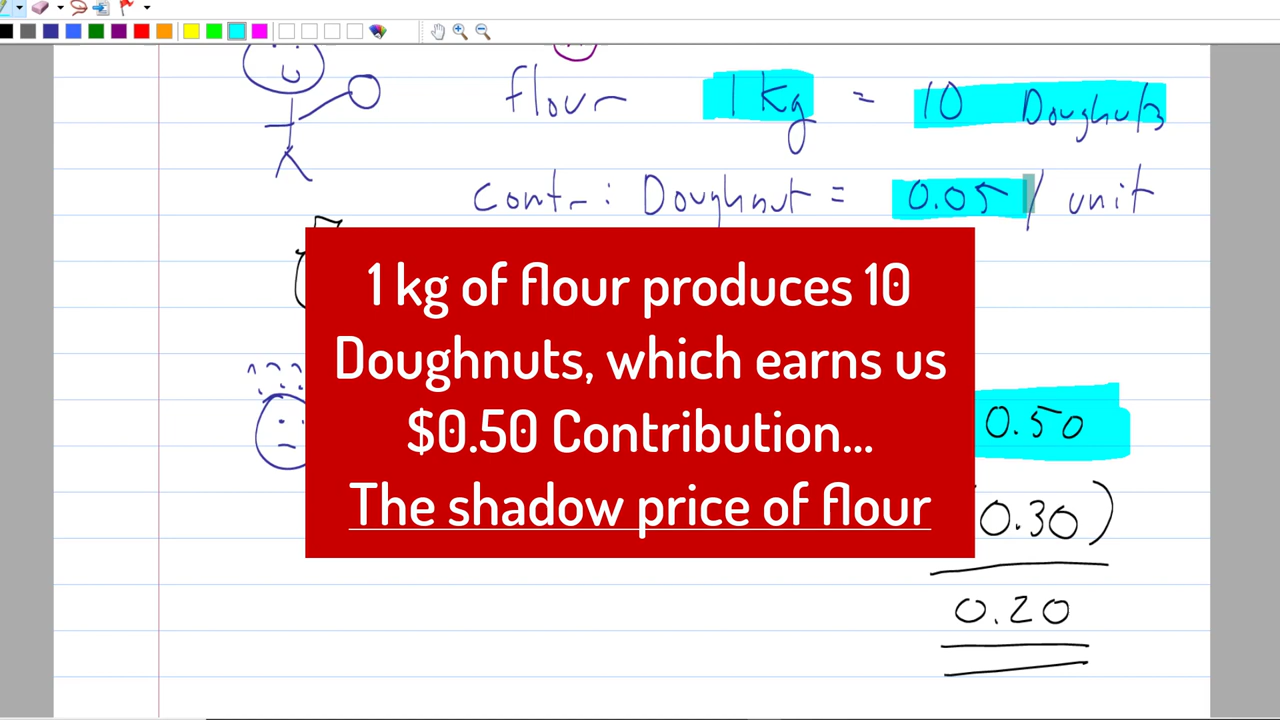 flour 1 kg = 10 Doughnuts
contr: Doughnut = 0.05 / unit
1 kg of flour produces 10
Doughnuts, which earns us
$0.50 Contribution...
The shadow price of flour
0.50
(0.30)
0.20